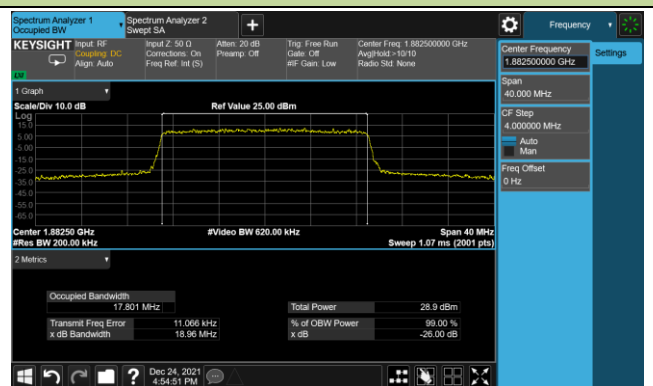 Spectrum Analyzer 1
Occupied BW
Spectrum Analyzer 2
Swept SA
+
Frequency
KEYSIGHT
Input: RF
Coupling: DC
Align: Auto
Input Z: 50 Ω
Corrections: On
Freq Ref: Int (S)
Atten: 20 dB
Preamp: Off
Trig: Free Run
Gate: Off
#IF Gain: Low
Center Freq: 1.882500000 GHz
Avg|Hold:>10/10
Radio Std: None
Center Frequency
1.882500000 GHz
Settings
Span
40.000 MHz
CF Step
4.000000 MHz
Auto
Man
Freq Offset
0 Hz
1 Graph
Scale/Div 10.0 dB
Ref Value 25.00 dBm
Log
15.0
5.00
-5.00
-15.0
-25.0
-35.0
-45.0
-55.0
-65.0
Center 1.88250 GHz
#Video BW 620.00 kHz
Span 40 MHz
#Res BW 200.00 kHz
Sweep 1.07 ms (2001 pts)
2 Metrics
Occupied Bandwidth
17.801 MHz
Total Power
28.9 dBm
Transmit Freq Error
11.066 kHz
% of OBW Power
99.00 %
x dB Bandwidth
18.96 MHz
x dB
-26.00 dB
?
Dec 24, 2021
4:54:51 PM